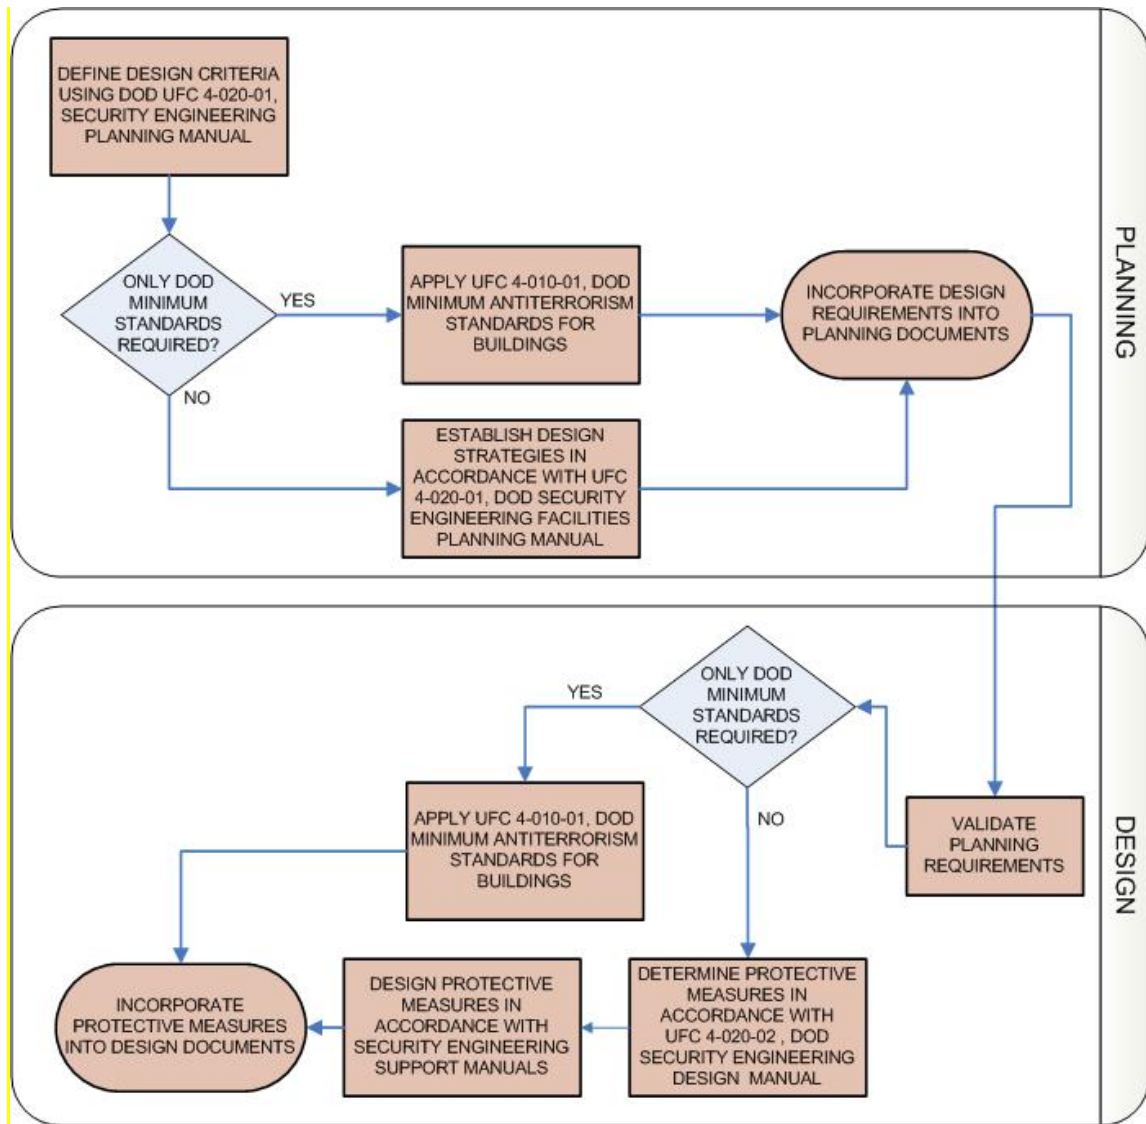 DEFINE DESIGN CRITERIA
USING DOD UFC 4-020-01,
SECURITY ENGINEERING
PLANNING MANUAL
ONLY DOD
MINIMUM
STANDARDS
REQUIRED?
YES
NO
APPLY UFC 4-010-01, DOD
MINIMUM ANTITERRORISM
STANDARDS FOR
BUILDINGS
INCORPORATE DESIGN
REQUIREMENTS INTO
PLANNING DOCUMENTS
ESTABLISH DESIGN
STRATEGIES IN
ACCORDANCE WITH UFC
4-020-01, DOD SECURITY
ENGINEERING FACILITIES
PLANNING MANUAL
PLANNING
ONLY DOD
MINIMUM
STANDARDS
REQUIRED?
YES
NO
APPLY UFC 4-010-01, DOD
MINIMUM ANTITERRORISM
STANDARDS FOR
BUILDINGS
VALIDATE
PLANNING
REQUIREMENTS
DETERMINE PROTECTIVE
MEASURES IN
ACCORDANCE WITH
UFC 4-020-02 , DOD
SECURITY ENGINEERING
DESIGN MANUAL
DESIGN PROTECTIVE
MEASURES IN
ACCORDANCE WITH
SECURITY ENGINEERING
SUPPORT MANUALS
INCORPORATE
PROTECTIVE MEASURES
INTO DESIGN DOCUMENTS
DESIGN